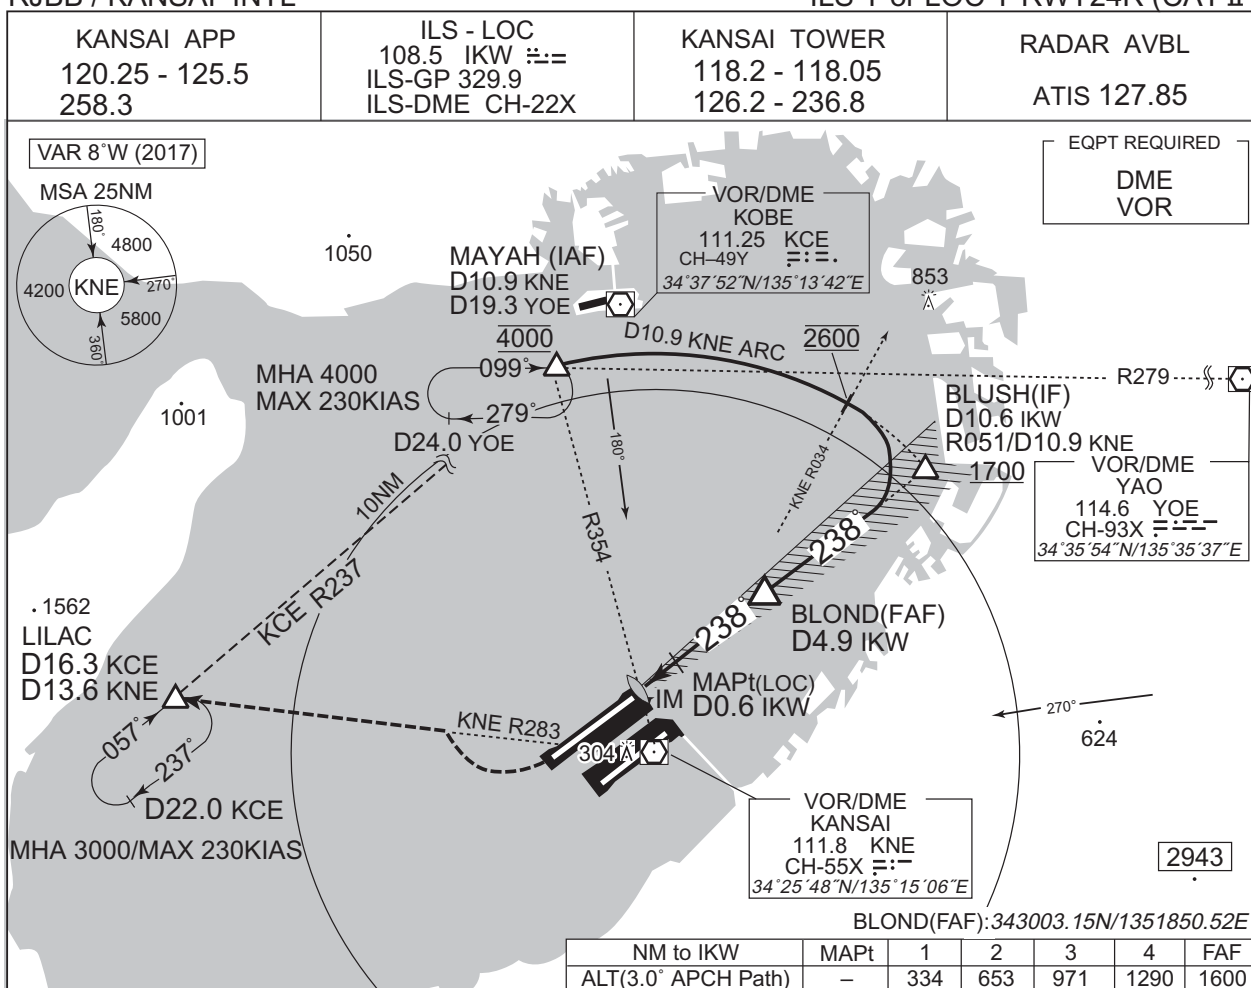 RJBB / KANSAI INTL
KANSAI APP
120.25 - 125.5
258.3
ILS - LOC
108.5 IKW
ILS-GP 329.9
ILS-DME CH-22X
KANSAI TOWER
118.2 - 118.05
126.2 - 236.8
RADAR AVBL
ATIS 127.85
VAR 8°W (2017)
MSA 25NM
180°
4800
4200
KNE
270°
5800
360°
EQPT REQUIRED
DME
VOR
1050
VOR/DME
KOBE
111.25 KCE
CH–49Y
34°37´52˝N/135°13´42˝E
853
MAYAH (IAF)
D10.9 KNE
D19.3 YOE
4000
D10.9 KNE ARC
2600
MHA 4000
MAX 230KIAS
099°
279°
D24.0 YOE
R279
1001
BLUSH(IF)
D10.6 IKW
R051/D10.9 KNE
1700
180°
KNE R034
10NM
R354
VOR/DME
YAO
114.6 YOE
CH-93X
34°35´54˝N/135°35´37˝E
KCE R237
238°
238°
BLOND(FAF)
D4.9 IKW
1562
LILAC
D16.3 KCE
D13.6 KNE
IM
MAPt(LOC)
D0.6 IKW
KNE R283
304
270°
624
057°
237°
D22.0 KCE
MHA 3000/MAX 230KIAS
VOR/DME
KANSAI
111.8 KNE
CH-55X
34°25´48˝N/135°15´06˝E
2943
BLOND(FAF):343003.15N/1351850.52E
NM to IKW MAPt 1 2 3 4 FAF
ALT(3.0° APCH Path) – 334 653 971 1290 1600